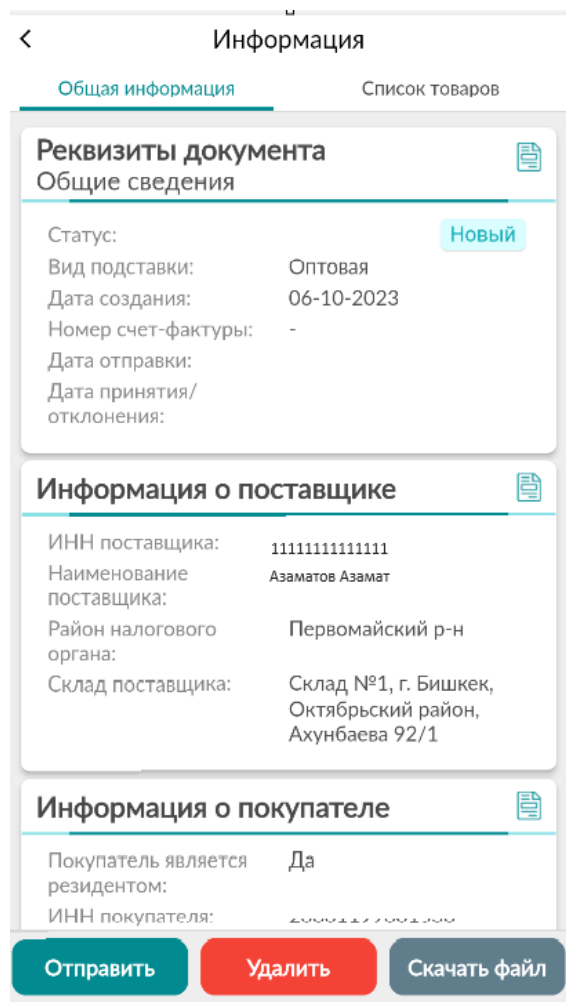 Информация
Общая информация
Список товаров
Реквизиты документа
Общие сведения
Статус: Новый
Вид подставки: Оптовая
Дата создания: 06-10-2023
Номер счет-фактуры: -
Дата отправки:
Дата принятия/
отклонения:
Информация о поставщике
ИНН поставщика: 11111111111111
Наименование Азаматов Азамат
поставщика:
Район налогового Первомайский р-н
органа:
Склад поставщика: Склад №1, г. Бишкек,
Октябрьский район,
Ахунбаева 92/1
Информация о покупателе
Покупатель является Да
резидентом:
ИНН покупателя:
Отправить
Удалить
Скачать файл